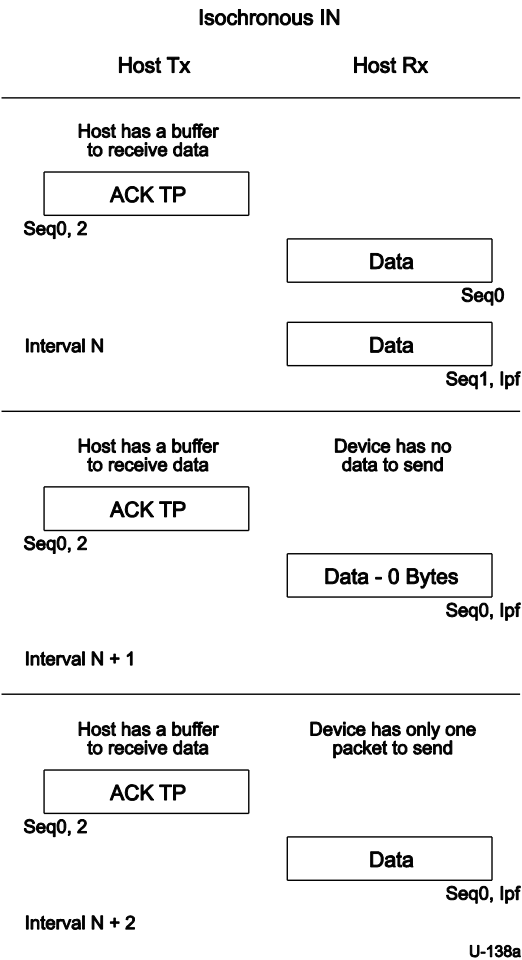 Isochronous IN
Host Tx
Host Rx
Host has a buffer
to receive data
ACK TP
Seq0, 2
Data
Seq0
Interval N
Data
Seq1, lpf
Host has a buffer
to receive data
Device has no
data to send
ACK TP
Seq0, 2
Data - 0 Bytes
Seq0, lpf
Interval N + 1
Host has a buffer
to receive data
Device has only one
packet to send
ACK TP
Seq0, 2
Data
Seq0, lpf
Interval N + 2
U-138a